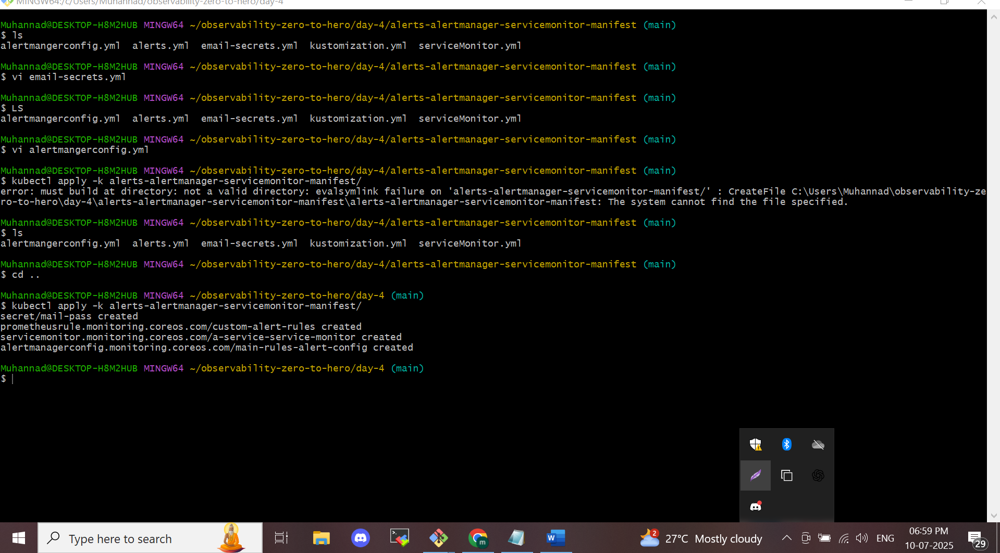 MINGW64:/c/Users/Muhannad/observability-zero-to-hero/day-4
Muhannad@DESKTOP-H8M2HUB MINGW64 ~/observability-zero-to-hero/day-4/alerts-alertmanager-servicemonitor-manifest (main)
$ ls
alertmangerconfig.yml  alerts.yml  email-secrets.yml  kustomization.yml  serviceMonitor.yml
Muhannad@DESKTOP-H8M2HUB MINGW64 ~/observability-zero-to-hero/day-4/alerts-alertmanager-servicemonitor-manifest (main)
$ vi email-secrets.yml
Muhannad@DESKTOP-H8M2HUB MINGW64 ~/observability-zero-to-hero/day-4/alerts-alertmanager-servicemonitor-manifest (main)
$ LS
alertmangerconfig.yml  alerts.yml  email-secrets.yml  kustomization.yml  serviceMonitor.yml
Muhannad@DESKTOP-H8M2HUB MINGW64 ~/observability-zero-to-hero/day-4/alerts-alertmanager-servicemonitor-manifest (main)
$ vi alertmangerconfig.yml
Muhannad@DESKTOP-H8M2HUB MINGW64 ~/observability-zero-to-hero/day-4/alerts-alertmanager-servicemonitor-manifest (main)
$ kubectl apply -k alerts-alertmanager-servicemonitor-manifest/
error: must build at directory: not a valid directory: evalsymlink failure on 'alerts-alertmanager-servicemonitor-manifest/' : CreateFile C:\Users\Muhannad\observability-ze
ro-to-hero\day-4\alerts-alertmanager-servicemonitor-manifest\alerts-alertmanager-servicemonitor-manifest: The system cannot find the file specified.
Muhannad@DESKTOP-H8M2HUB MINGW64 ~/observability-zero-to-hero/day-4/alerts-alertmanager-servicemonitor-manifest (main)
$ ls
alertmangerconfig.yml  alerts.yml  email-secrets.yml  kustomization.yml  serviceMonitor.yml
Muhannad@DESKTOP-H8M2HUB MINGW64 ~/observability-zero-to-hero/day-4/alerts-alertmanager-servicemonitor-manifest (main)
$ cd ..
Muhannad@DESKTOP-H8M2HUB MINGW64 ~/observability-zero-to-hero/day-4 (main)
$ kubectl apply -k alerts-alertmanager-servicemonitor-manifest/
secret/mail-pass created
prometheusrule.monitoring.coreos.com/custom-alert-rules created
servicemonitor.monitoring.coreos.com/a-service-service-monitor created
alertmanagerconfig.monitoring.coreos.com/main-rules-alert-config created
Muhannad@DESKTOP-H8M2HUB MINGW64 ~/observability-zero-to-hero/day-4 (main)
$
Type here to search
m
W
2
27°C Mostly cloudy
ENG
06:59 PM
10-07-2025
29